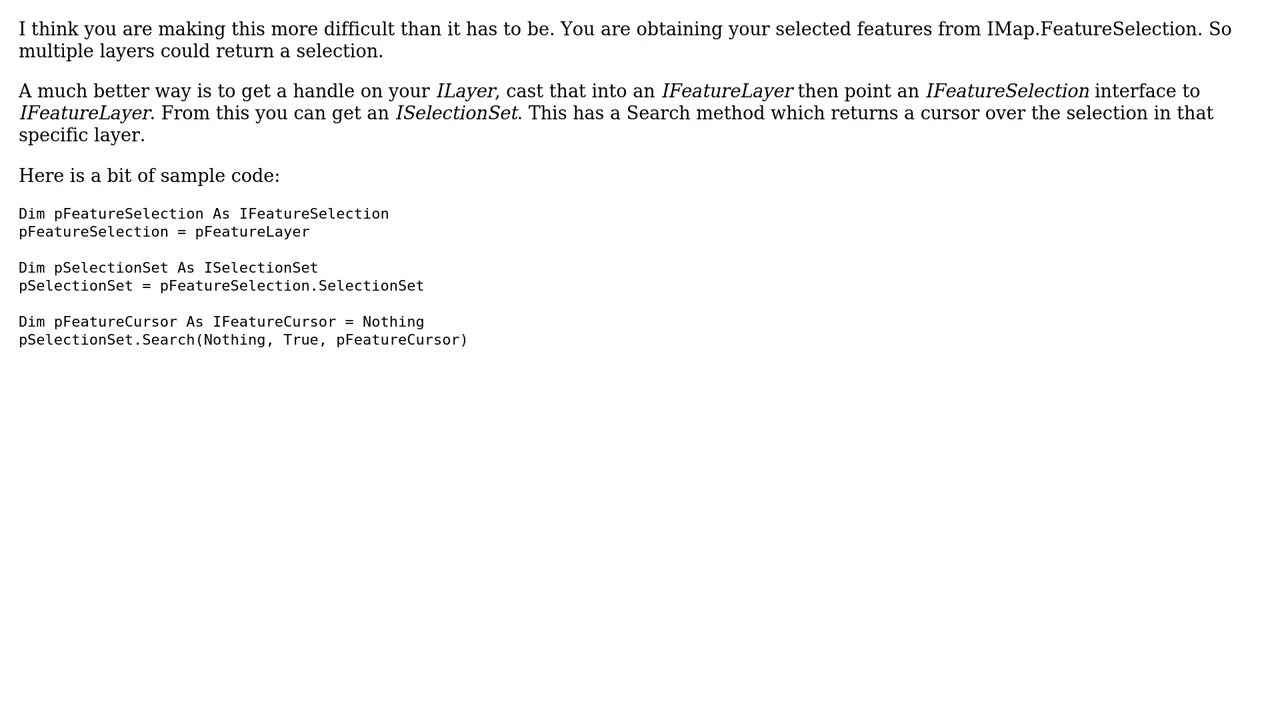 I think you are making this more difficult than it has to be. You are obtaining your selected features from IMap.FeatureSelection. So
multiple layers could return a selection.
A much better way is to get a handle on your ILayer, cast that into an IFeatureLayer then point an IFeatureSelection interface to
IFeatureLayer. From this you can get an ISelectionSet. This has a Search method which returns a cursor over the selection in that
specific layer.
Here is a bit of sample code:
Dim pFeatureSelection As IFeatureSelection
pFeatureSelection = pFeatureLayer
Dim pSelectionSet As ISelectionSet
pSelectionSet = pFeatureSelection.SelectionSet
Dim pFeatureCursor As IFeatureCursor = Nothing
pSelectionSet.Search(Nothing, True, pFeatureCursor)